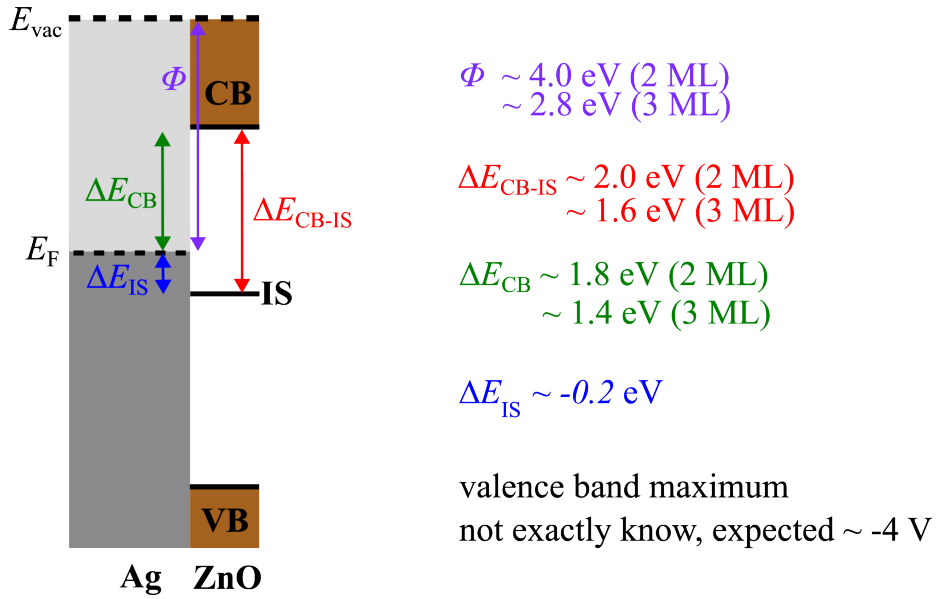 E_vac
Φ
CB
ΔE_CB
ΔE_CB-IS
E_F
ΔE_IS
IS
VB
Ag ZnO
Φ ~ 4.0 eV (2 ML)
~ 2.8 eV (3 ML)
ΔE_CB-IS ~ 2.0 eV (2 ML)
~ 1.6 eV (3 ML)
ΔE_CB ~ 1.8 eV (2 ML)
~ 1.4 eV (3 ML)
ΔE_IS ~ -0.2 eV
valence band maximum
not exactly know, expected ~ -4 V